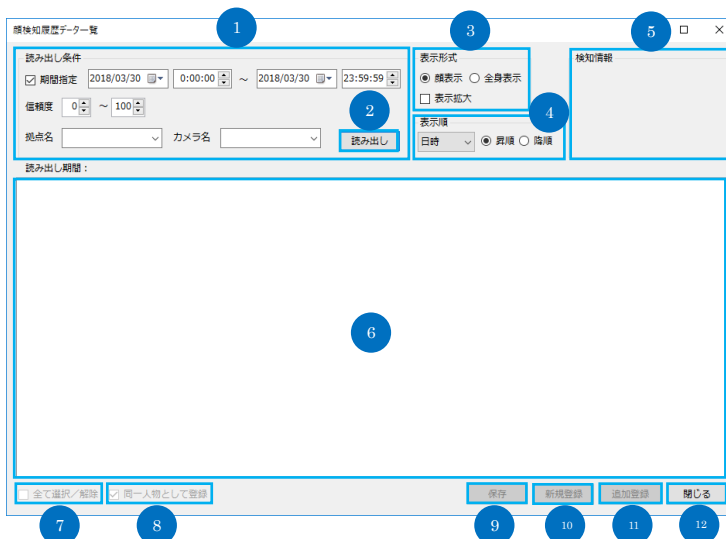 顔検知履歴データ一覧
1
3
5
読み出し条件
表示形式
検知情報
期間指定 2018/03/30 0:00:00 ～ 2018/03/30 23:59:59
顔表示 全身表示
信頼度 0 ～ 100
表示拡大
2
4
表示順
拠点名 カメラ名 読み出し
日時 昇順 降順
読み出し期間：
6
全て選択／解除 同一人物として登録 保存 新規登録 追加登録 閉じる
7 8 9 10 11 12